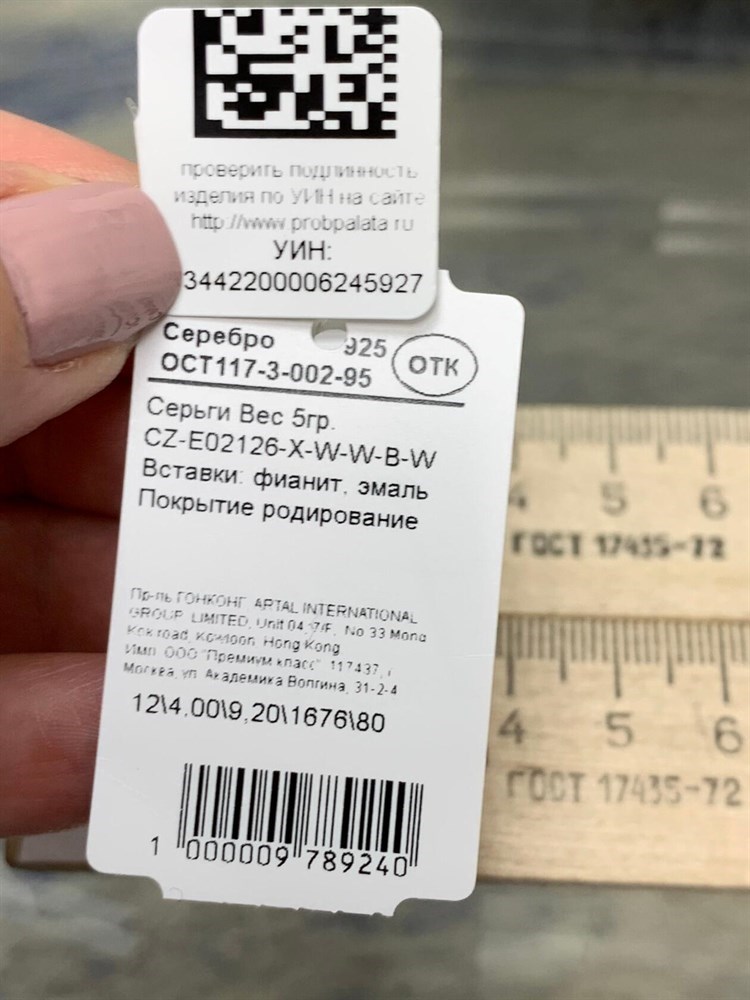 проверить подлинность
изделия по УИН на сайте
http://www.probpalata.ru
УИН:
3442200006245927
Серебро 925
ОСТ117-3-002-95
ОТК
Серьги Вес 5гр.
CZ-E02126-X-W-W-B-W
Вставки: фианит, эмаль
Покрытие родирование
Пр-ль ГОНКОНГ ARTAL INTERNATIONAL
GROUP LIMITED, Unit 04,7/F, No 33 Mong
Kok road, Kowloon, Hong Kong
Имп. ООО "Премиум класс" 117437, г
Москва, ул. Академика Волгина, 31-2-4
12\4,00\9,20\1676\80
1 000009 789240
4 5 6
ГОСТ 17435-72
4 5 6
ГОСТ 17435-72